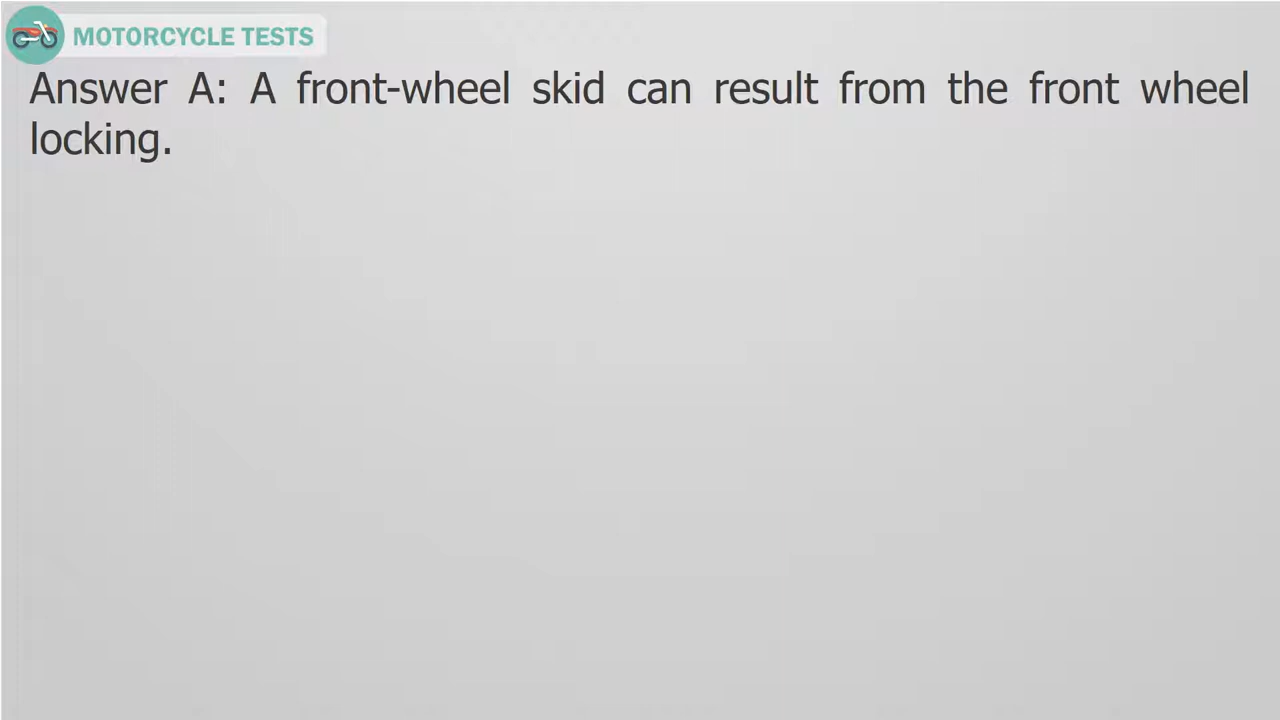 MOTORCYCLE TESTS
Answer A: A front-wheel skid can result from the front wheel
locking.